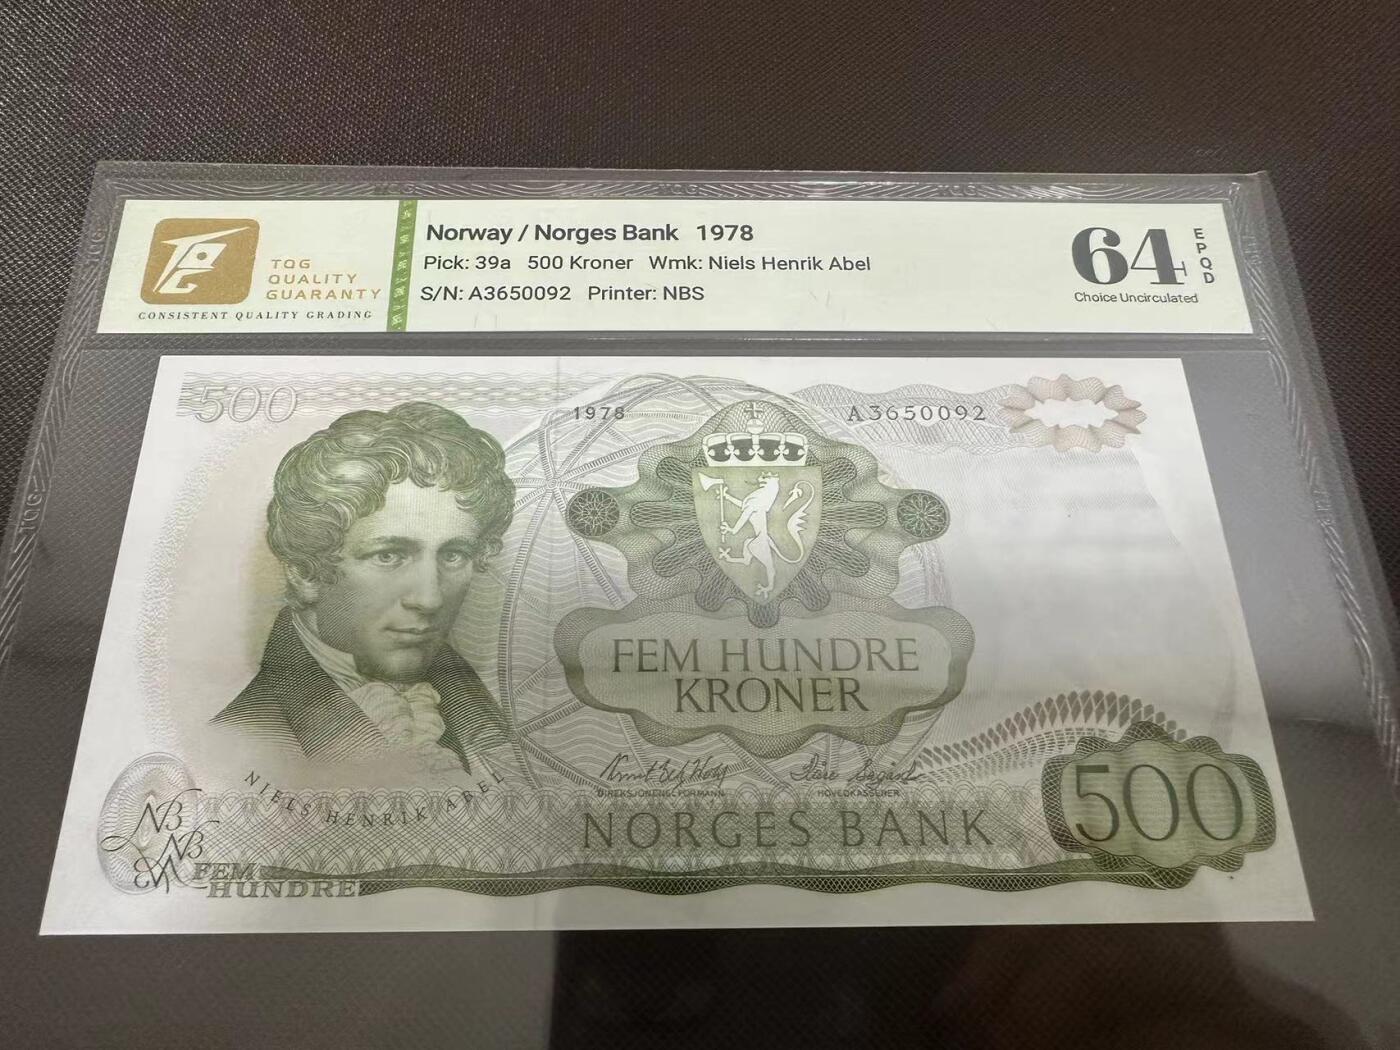 Norway / Norges Bank 1978
Pick: 39a 500 Kroner Wmk: Niels Henrik Abel
S/N: A3650092 Printer: NBS
TQG
QUALITY
GUARANTY
CONSISTENT QUALITY GRADING
64
EPQD
Choice Uncirculated
500
1978
A3650092
FEM HUNDRE
KRONER
NIELS HENRIK ABEL
DIREKSJONENS FORMANN
HOVEDKASSERER
NORGES BANK
500
NB
FEM
HUNDRE